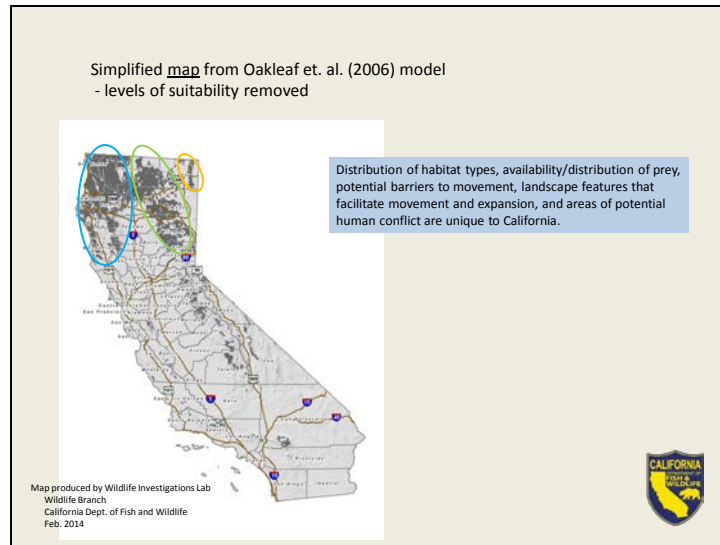 Simplified map from Oakleaf et. al. (2006) model
- levels of suitability removed
Distribution of habitat types, availability/distribution of prey,
potential barriers to movement, landscape features that
facilitate movement and expansion, and areas of potential
human conflict are unique to California.
Map produced by Wildlife Investigations Lab
Wildlife Branch
California Dept. of Fish and Wildlife
Feb. 2014
CALIFORNIA
DEPARTMENT OF
FISH &
WILDLIFE